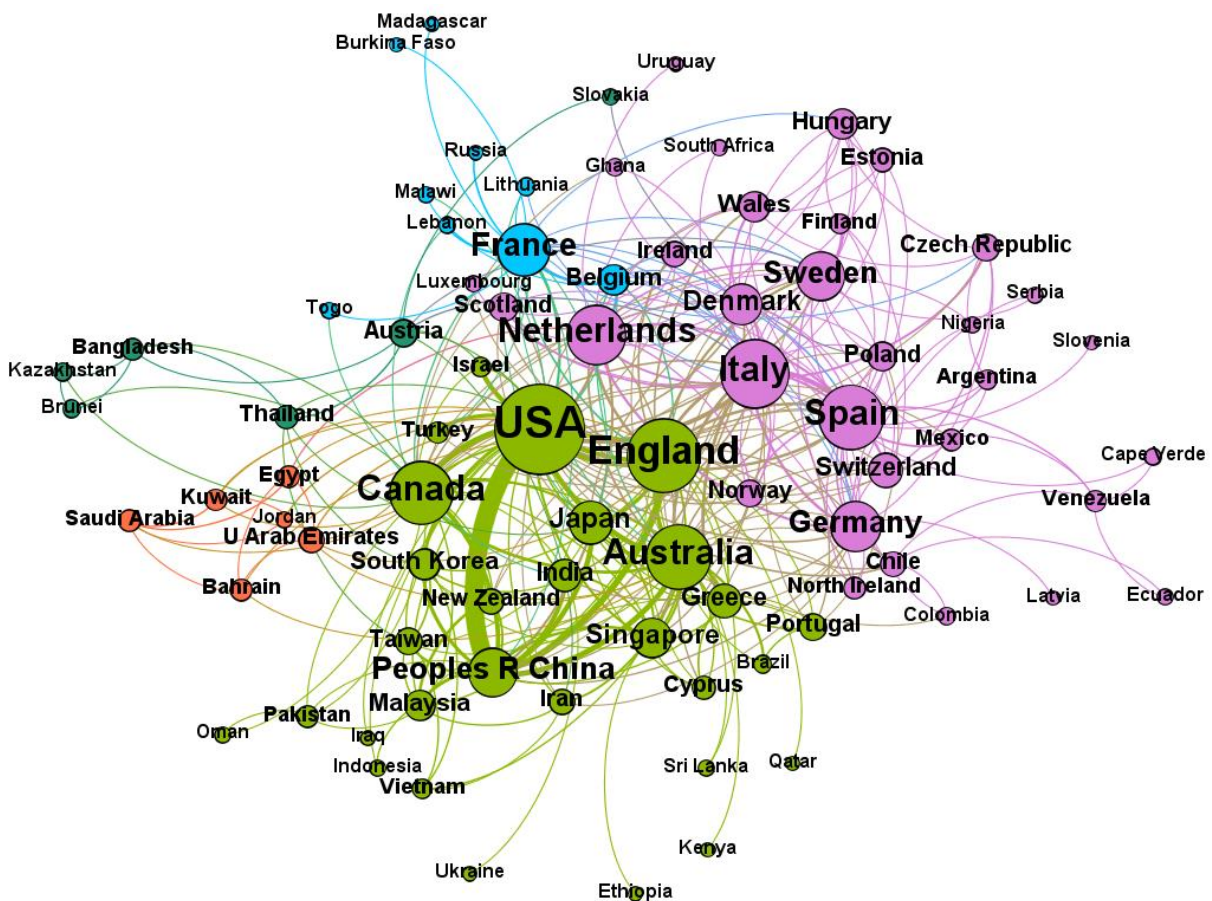 Madagascar
Burkina Faso
Uruguay
Slovakia
Hungary
South Africa
Russia
Estonia
Ghana
Malawi
Lithuania
Wales
Lebanon
Finland
France
Ireland
Czech Republic
Luxembourg
Belgium
Sweden
Scotland
Denmark
Serbia
Togo
Austria
Netherlands
Nigeria
Slovenia
Bangladesh
Israel
Italy
Poland
Kazakhstan
Argentina
Brunei
Thailand
USA
Spain
Turkey
England
Mexico
Cape Verde
Egypt
Canada
Switzerland
Kuwait
Norway
Venezuela
Saudi Arabia
Jordan
Japan
Germany
U Arab Emirates
Australia
South Korea
India
Chile
Bahrain
North Ireland
New Zealand
Greece
Latvia
Ecuador
Colombia
Taiwan
Singapore
Portugal
Peoples R China
Brazil
Cyprus
Malaysia
Iran
Pakistan
Oman
Iraq
Indonesia
Sri Lanka
Qatar
Vietnam
Kenya
Ukraine
Ethiopia